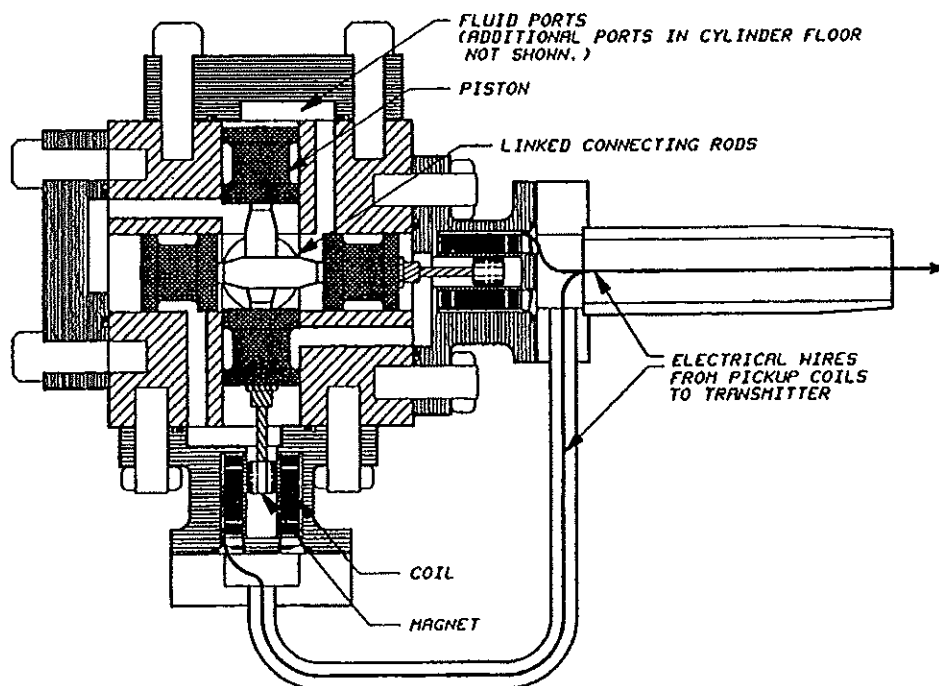 FLUID PORTS
(ADDITIONAL PORTS IN CYLINDER FLOOR
NOT SHOWN.)
PISTON
LINKED CONNECTING RODS
ELECTRICAL WIRES
FROM PICKUP COILS
TO TRANSMITTER
COIL
MAGNET